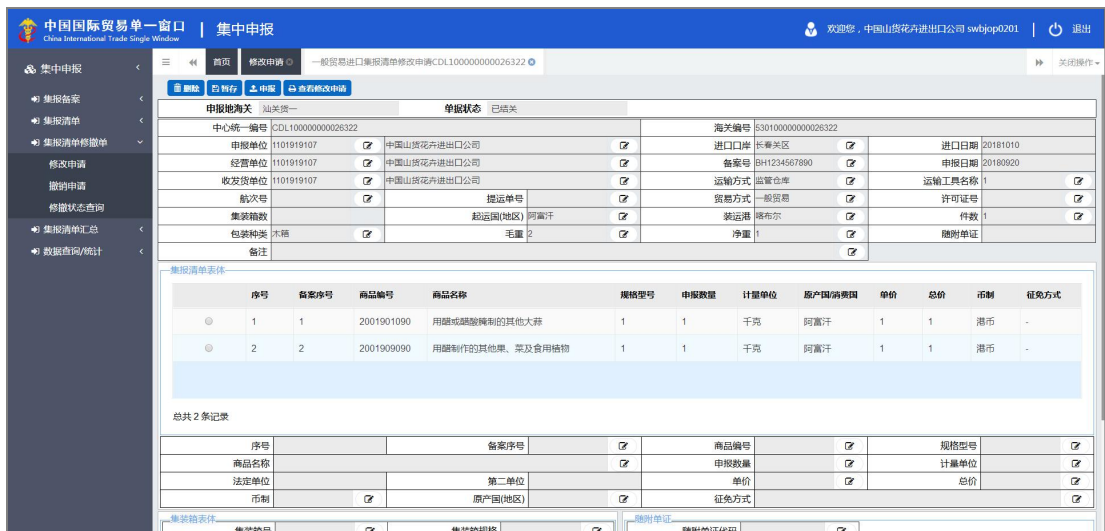 中国国际贸易单一窗口 | 集中申报
China International Trade Single Window
欢迎您，中国山货花卉进出口公司 swbjop0201 | 退出
集中申报
集报备案
集报清单
集报清单修撤单
修改申请
撤销申请
修撤状态查询
集报清单汇总
数据查询/统计
首页 修改申请 一般贸易进口集报清单修改申请CDL100000000026322 关闭操作
删除 暂存 申报 查看修改申请
申报地海关 汕关货一 单据状态 已结关
中心统一编号 CDL100000000026322 海关编号 530100000000026322
申报单位 1101919107 中国山货花卉进出口公司 进口口岸 长春关区 进口日期 20181010
经营单位 1101919107 中国山货花卉进出口公司 备案号 BH1234567890 申报日期 20180920
收发货单位 1101919107 中国山货花卉进出口公司 运输方式 监管仓库 运输工具名称 1
航次号 提运单号 贸易方式 一般贸易 许可证号
集装箱数 起运国(地区) 阿富汗 装运港 喀布尔 件数 1
包装种类 木箱 毛重 2 净重 1 随附单证
备注
集报清单表体
序号 备案序号 商品编号 商品名称 规格型号 申报数量 计量单位 原产国/消费国 单价 总价 币制 征免方式
1 1 2001901090 用醋或醋酸腌制的其他大蒜 1 1 千克 阿富汗 1 1 港币 -
2 2 2001909090 用醋制作的其他果、菜及食用植物 1 1 千克 阿富汗 1 1 港币 -
总共 2 条记录
序号 备案序号 商品编号 规格型号
商品名称 申报数量 计量单位
法定单位 第二单位 单价 总价
币制 原产国(地区) 征免方式
集装箱表体 随附单证
集装箱号 集装箱规格 随附单证代码